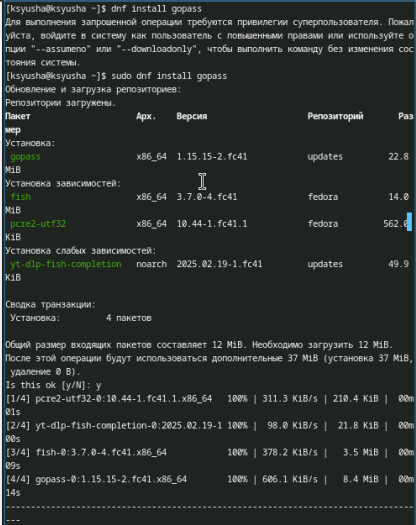 [ksyusha@ksyusha ~]$ dnf install gopass
Для выполнения запрошенной операции требуются привилегии суперпользователя. Пожал
уйста, войдите в систему как пользователь с повышенными правами или используйте о
пции "--assumeno" или "--downloadonly", чтобы выполнить команду без изменения сос
тояния системы.
[ksyusha@ksyusha ~]$ sudo dnf install gopass
Обновление и загрузка репозиториев:
Репозитории загружены.
Пакет Арх. Версия Репозиторий Раз
мер
Установка:
gopass x86_64 1.15.15-2.fc41 updates 22.8
MiB
Установка зависимостей:
fish x86_64 3.7.0-4.fc41 fedora 14.0
MiB
pcre2-utf32 x86_64 10.44-1.fc41.1 fedora 562.0
KiB
Установка слабых зависимостей:
yt-dlp-fish-completion noarch 2025.02.19-1.fc41 updates 49.9
KiB
Сводка транзакции:
Установка: 4 пакетов
Общий размер входящих пакетов составляет 12 MiB. Необходимо загрузить 12 MiB.
После этой операции будут использоваться дополнительные 37 MiB (установка 37 MiB,
удаление 0 B).
Is this ok [y/N]: y
[1/4] pcre2-utf32-0:10.44-1.fc41.1.x86_64 100% | 311.3 KiB/s | 210.4 KiB | 00m
01s
[2/4] yt-dlp-fish-completion-0:2025.02.19-1 100% | 98.0 KiB/s | 21.8 KiB | 00m
00s
[3/4] fish-0:3.7.0-4.fc41.x86_64 100% | 378.2 KiB/s | 3.5 MiB | 00m
09s
[4/4] gopass-0:1.15.15-2.fc41.x86_64 100% | 606.1 KiB/s | 8.4 MiB | 00m
14s
--------------------------------------------------------------------------------
---